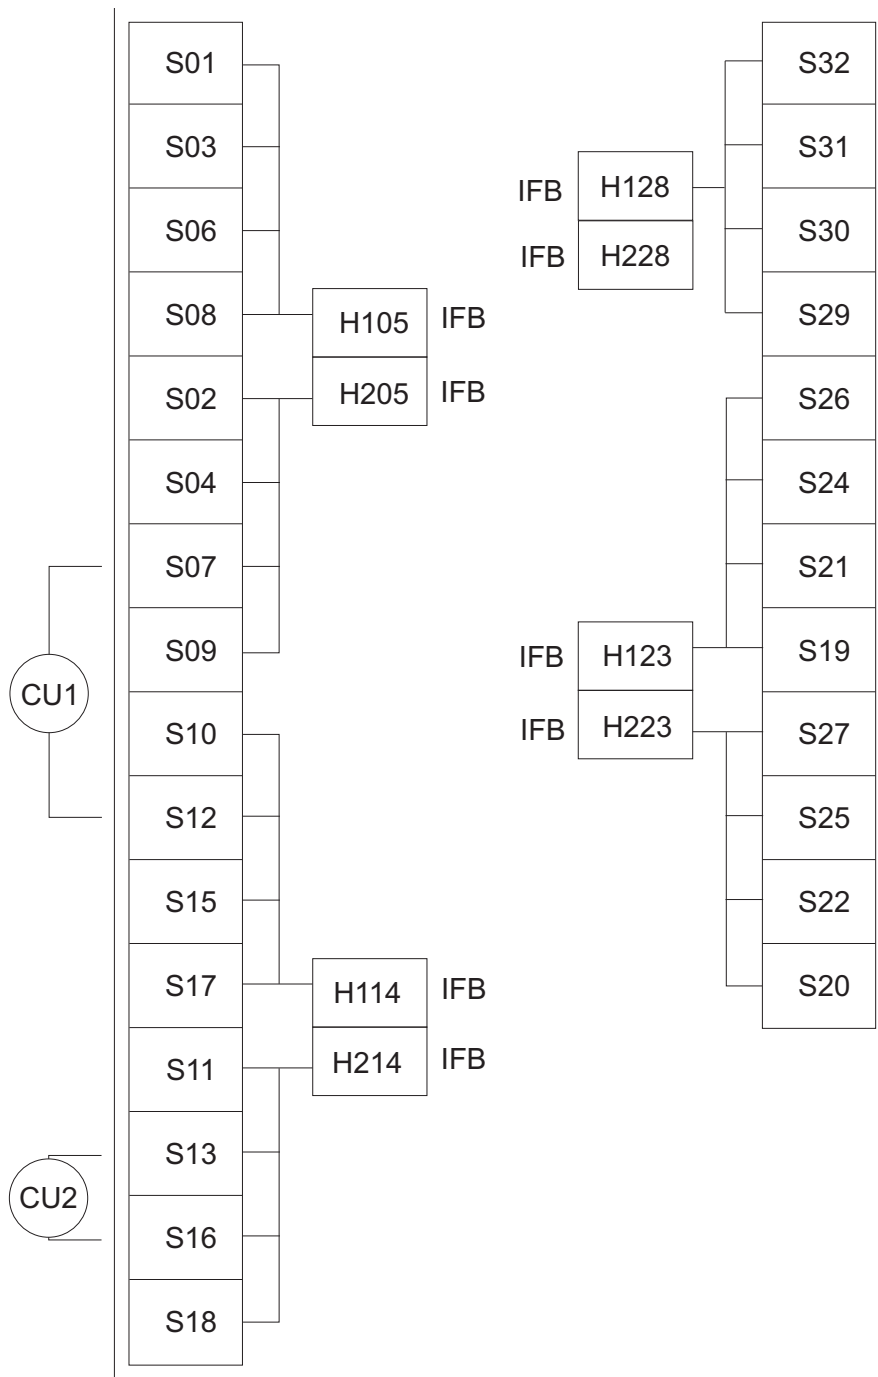 S01
S03
S06
S08
S02
S04
S07
S09
S10
S12
S15
S17
S11
S13
S16
S18
CU1
CU2
H105 IFB
H205 IFB
H114 IFB
H214 IFB
IFB H128
IFB H228
IFB H123
IFB H223
S32
S31
S30
S29
S26
S24
S21
S19
S27
S25
S22
S20